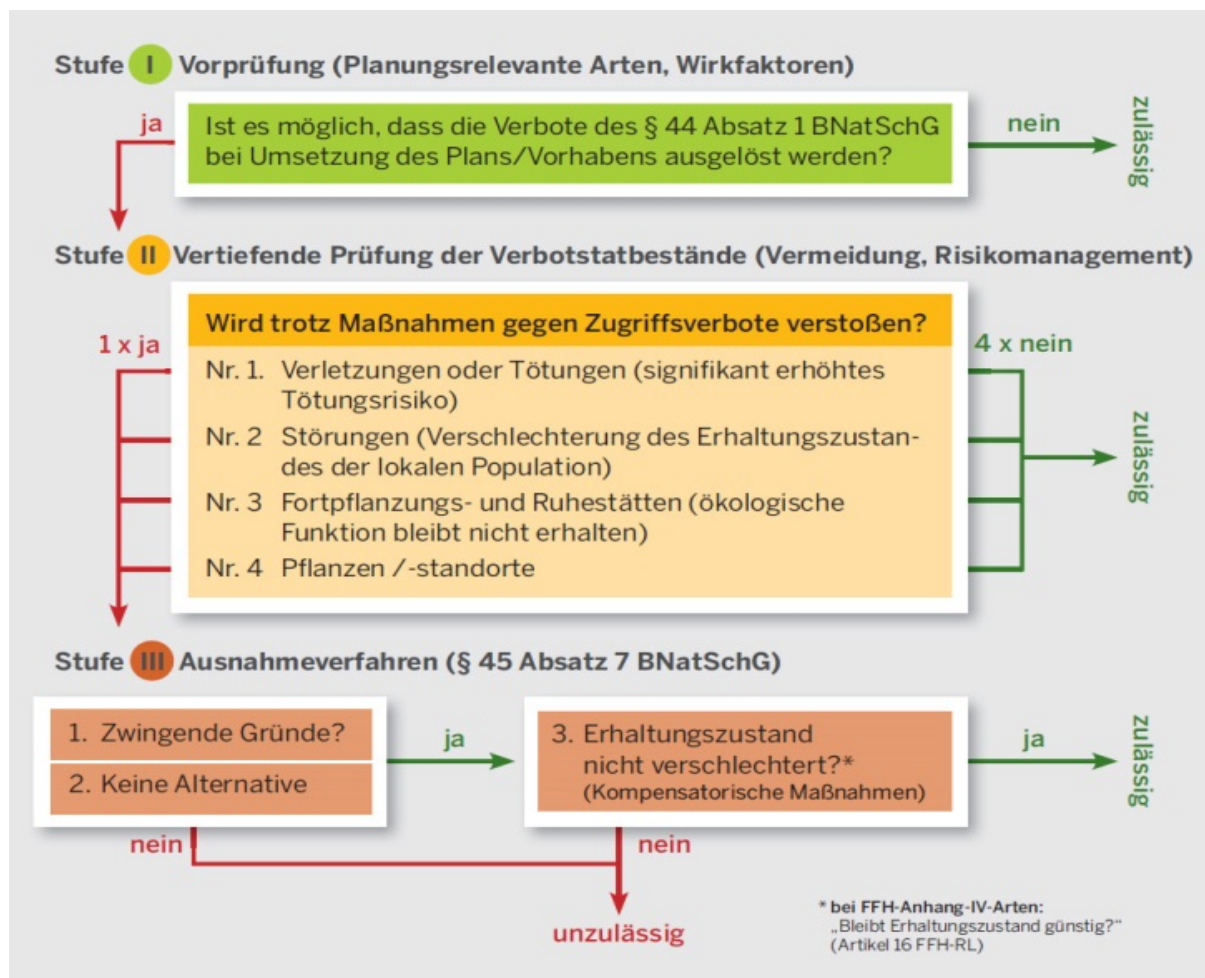 Stufe I Vorprüfung (Planungsrelevante Arten, Wirkfaktoren)
ja
Ist es möglich, dass die Verbote des § 44 Absatz 1 BNatSchG
bei Umsetzung des Plans/Vorhabens ausgelöst werden?
nein
zulässig
Stufe II Vertiefende Prüfung der Verbotstatbestände (Vermeidung, Risikomanagement)
1 x ja
Wird trotz Maßnahmen gegen Zugriffsverbote verstoßen?
Nr. 1. Verletzungen oder Tötungen (signifikant erhöhtes
Tötungsrisiko)
Nr. 2 Störungen (Verschlechterung des Erhaltungszustan-
des der lokalen Population)
Nr. 3 Fortpflanzungs- und Ruhestätten (ökologische
Funktion bleibt nicht erhalten)
Nr. 4 Pflanzen /-standorte
4 x nein
zulässig
Stufe III Ausnahmeverfahren (§ 45 Absatz 7 BNatSchG)
1. Zwingende Gründe?
2. Keine Alternative
ja
3. Erhaltungszustand
nicht verschlechtert?*
(Kompensatorische Maßnahmen)
ja
zulässig
nein
nein
unzulässig
* bei FFH-Anhang-IV-Arten:
„Bleibt Erhaltungszustand günstig?“
(Artikel 16 FFH-RL)